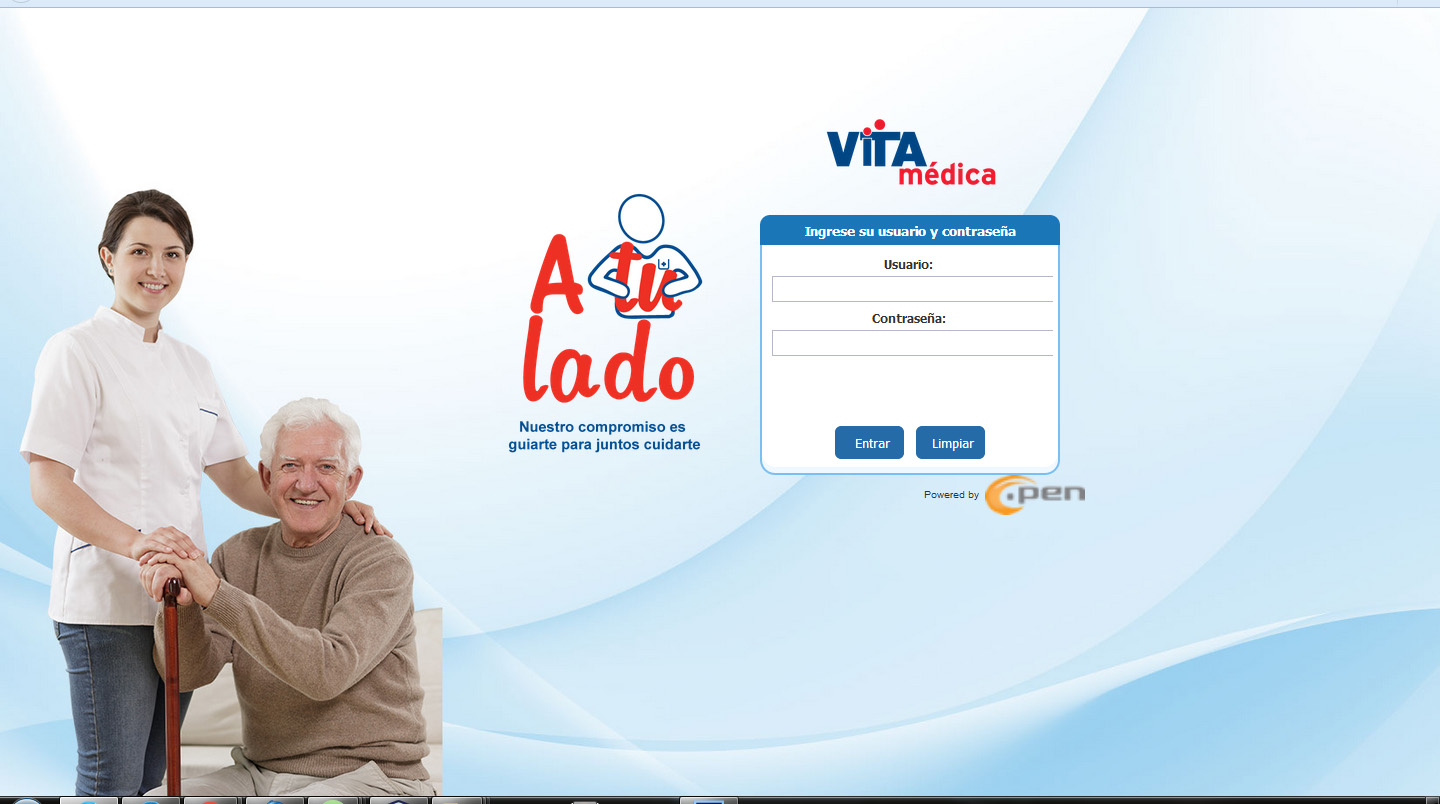 VITA
médica
A tu
lado
Nuestro compromiso es
guiarte para juntos cuidarte
Ingrese su usuario y contraseña
Usuario:
Contraseña:
Entrar
Limpiar
Powered by
.pen